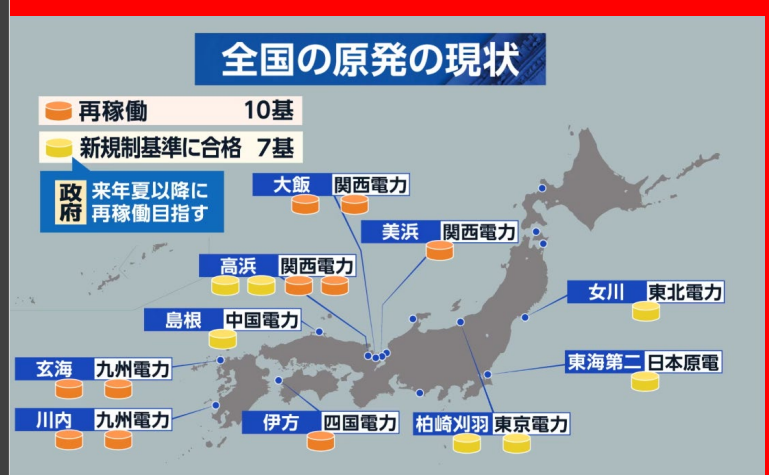 全国の原発の現状
再稼働 10基
新規制基準に合格 7基
政府 来年夏以降に
再稼働目指す
大飯 関西電力
美浜 関西電力
高浜 関西電力
女川 東北電力
島根 中国電力
東海第二 日本原電
玄海 九州電力
川内 九州電力
伊方 四国電力
柏崎刈羽 東京電力